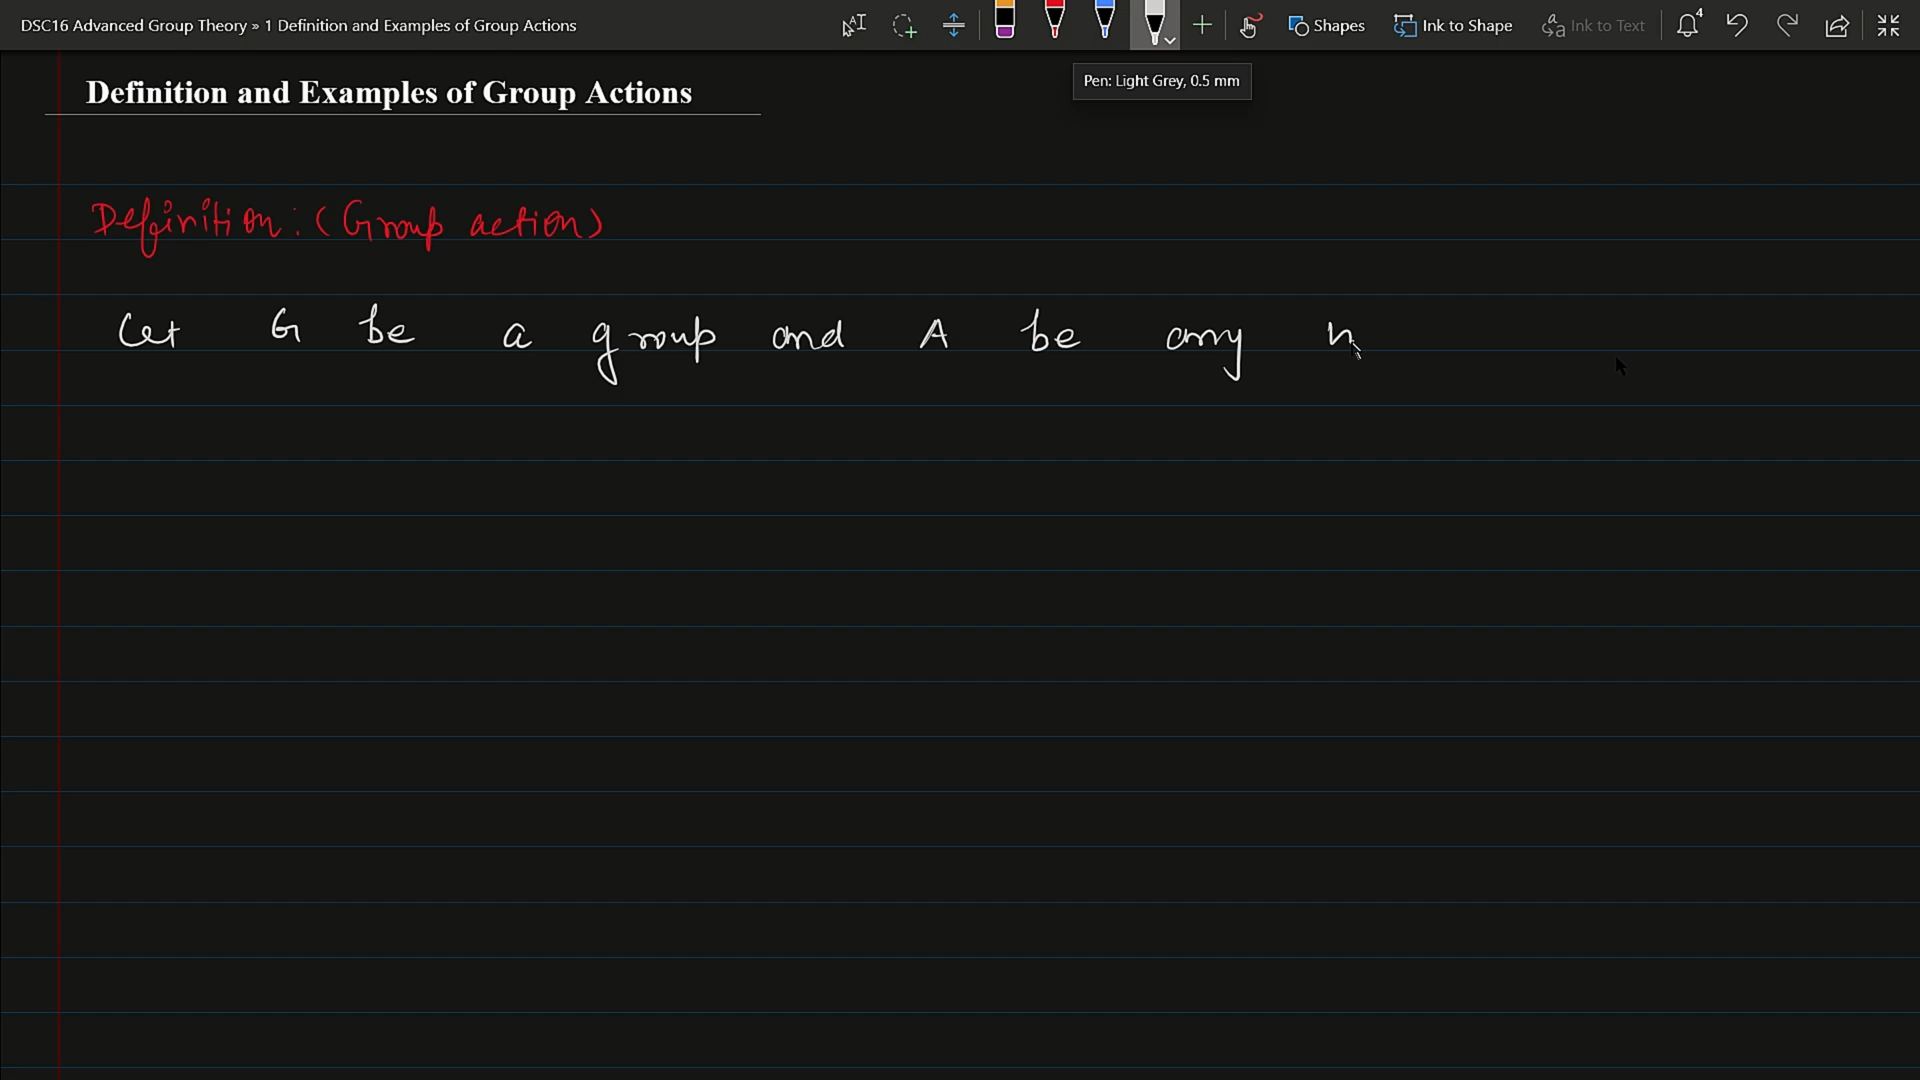 DSC16 Advanced Group Theory » 1 Definition and Examples of Group Actions
Shapes
Ink to Shape
Ink to Text
4
Pen: Light Grey, 0.5 mm
Definition and Examples of Group Actions
Definition: (Group action)
Let G be a group and A be any n